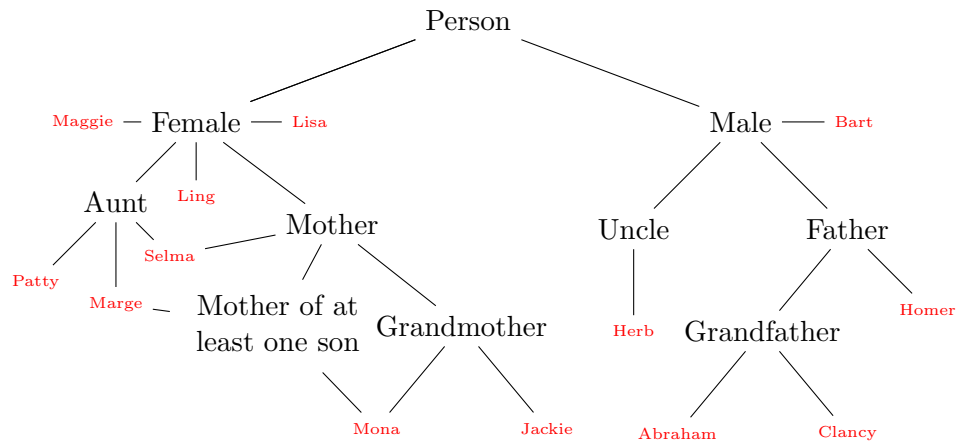 Person
Maggie
Female
Lisa
Male
Bart
Ling
Aunt
Mother
Uncle
Father
Selma
Patty
Marge
Mother of at
least one son
Grandmother
Herb
Grandfather
Homer
Mona
Jackie
Abraham
Clancy